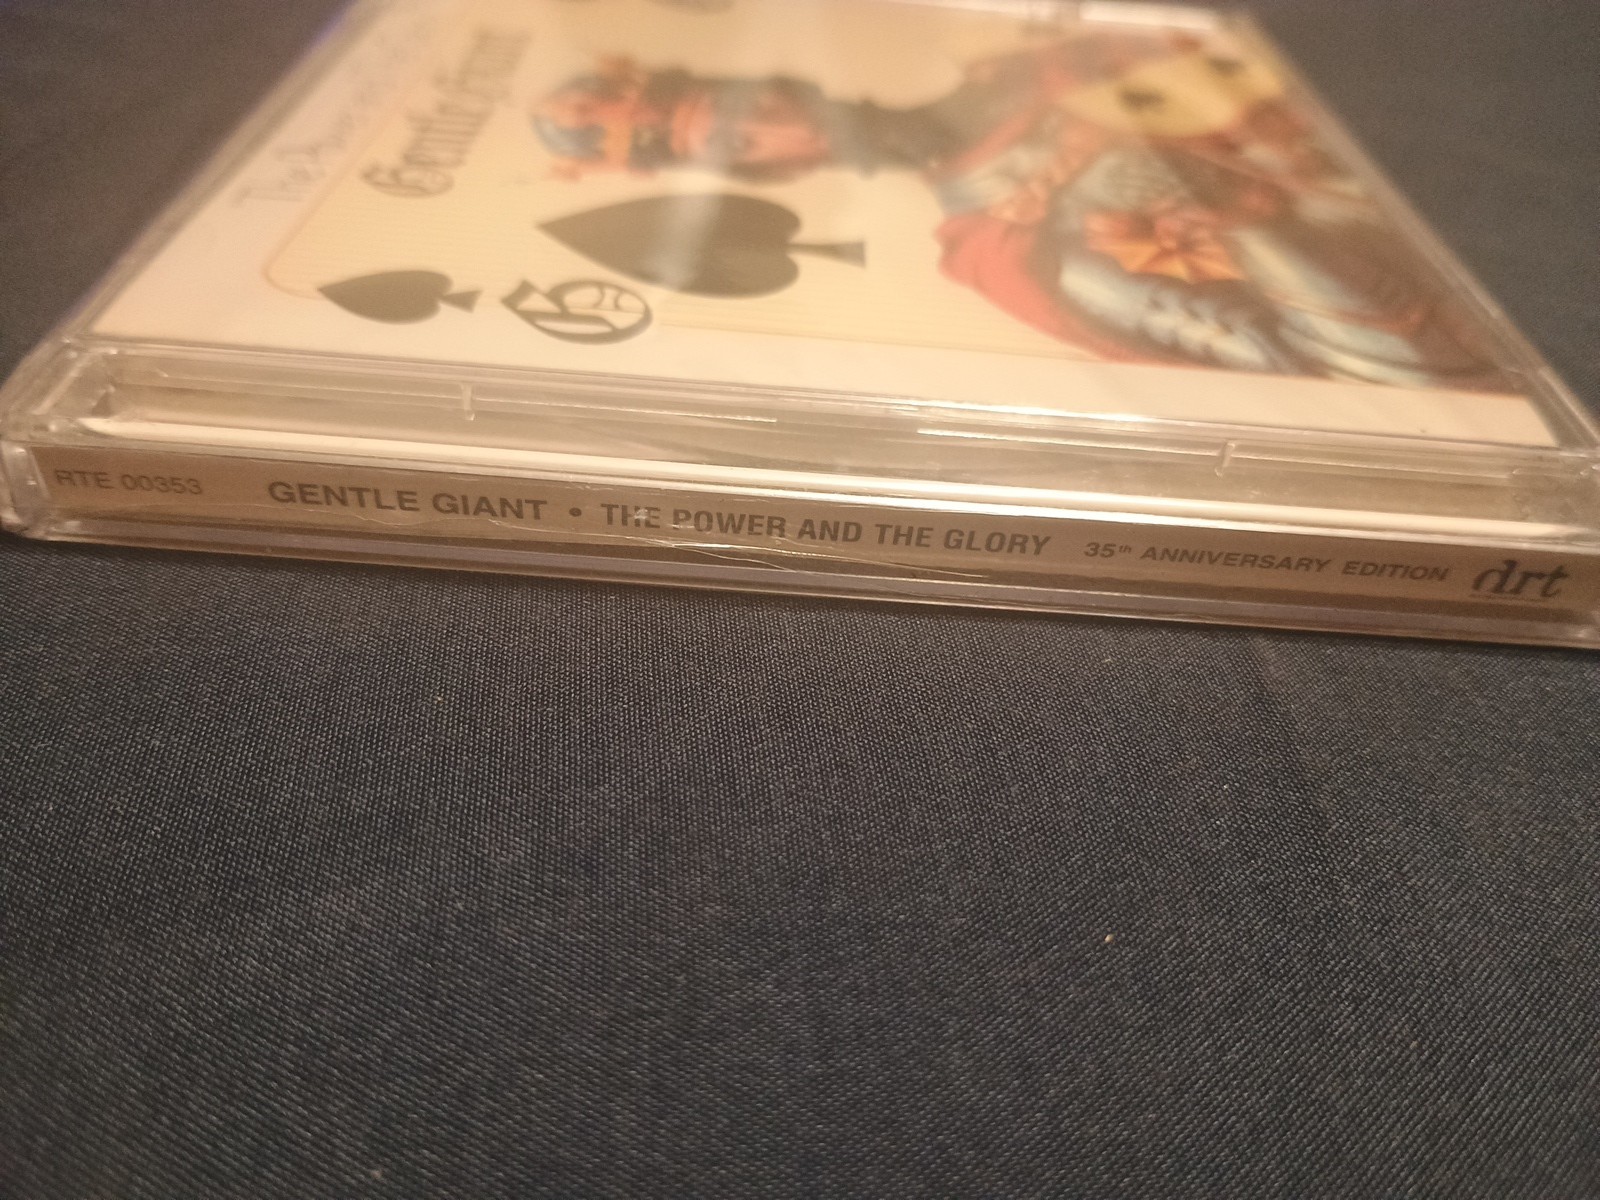 Gentle Giant
G
RTE 00353 GENTLE GIANT • THE POWER AND THE GLORY 35th ANNIVERSARY EDITION drt